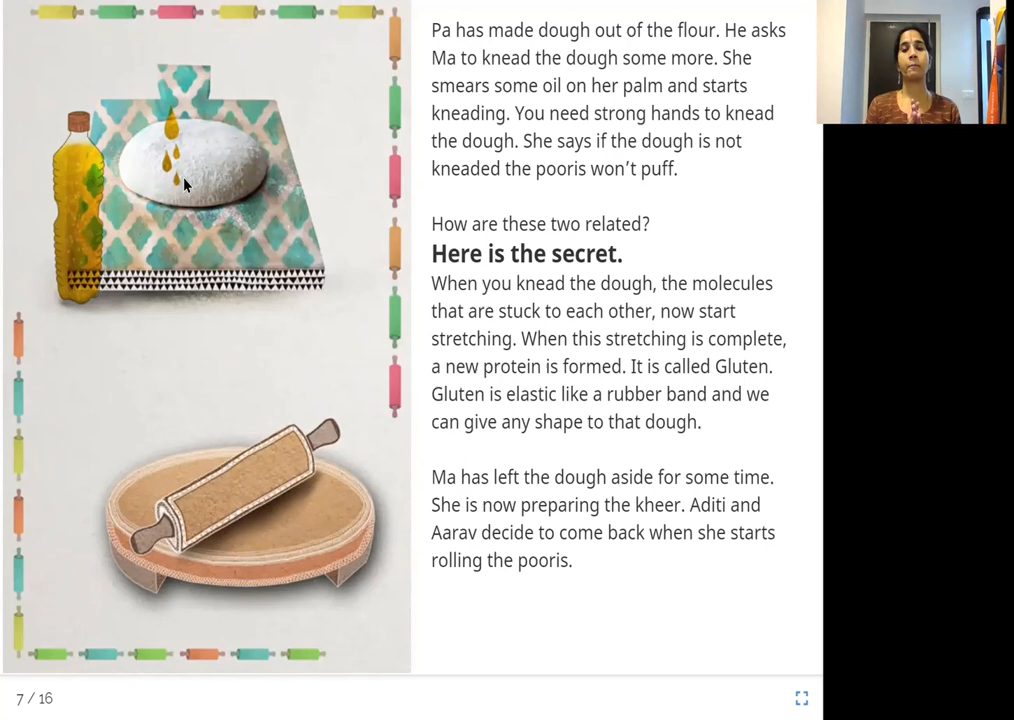 Pa has made dough out of the flour. He asks
Ma to knead the dough some more. She
smears some oil on her palm and starts
kneading. You need strong hands to knead
the dough. She says if the dough is not
kneaded the pooris won’t puff.
How are these two related?
Here is the secret.
When you knead the dough, the molecules
that are stuck to each other, now start
stretching. When this stretching is complete,
a new protein is formed. It is called Gluten.
Gluten is elastic like a rubber band and we
can give any shape to that dough.
Ma has left the dough aside for some time.
She is now preparing the kheer. Aditi and
Aarav decide to come back when she starts
rolling the pooris.
7 / 16